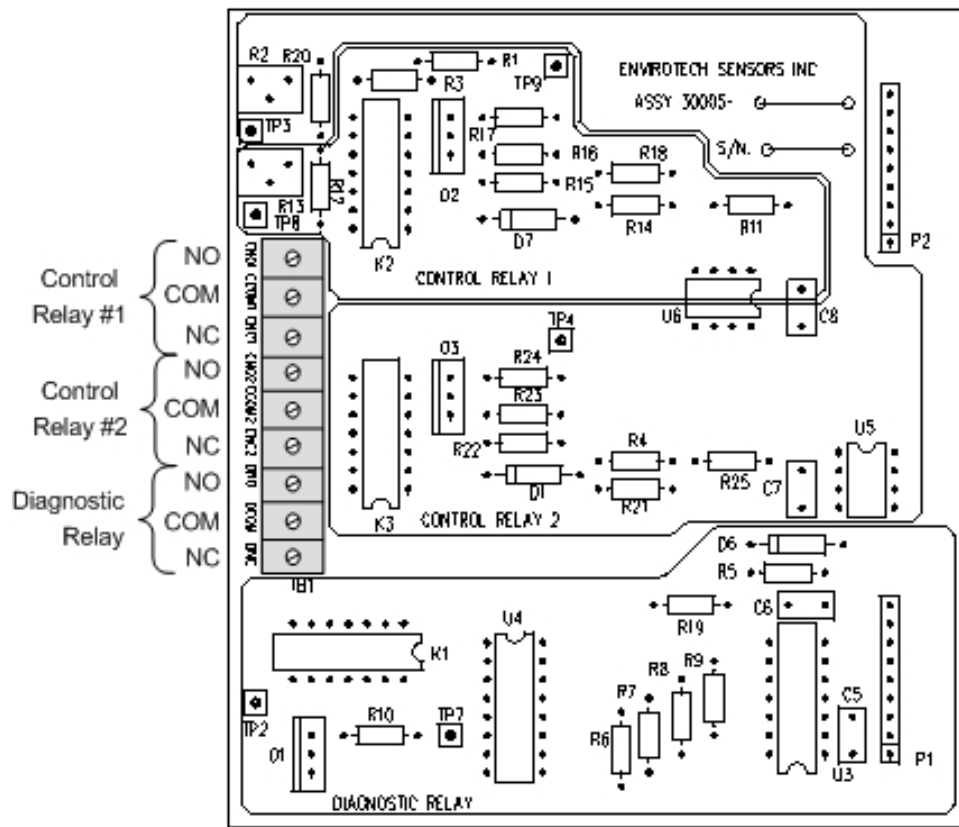 R2
R20
R1
TP9
ENVIROTECH SENSORS INC
R3
ASSY 30005-
TP3
R17
S/N.
R16
R18
R12
R15
R13
O2
TP8
R14
R11
D7
P2
K2
Control
Relay #1
NO
COM
NC
CONTROL RELAY 1
U6
C8
TP4
O3
R24
Control
Relay #2
NO
COM
NC
R23
R22
R4
U5
R25
C7
D1
R21
K3
CONTROL RELAY 2
Diagnostic
Relay
NO
COM
NC
D6
R5
TB1
C6
U4
R19
K1
R9
R8
R7
C5
TP2
R10
TP7
R6
O1
U3
P1
DIAGNOSTIC RELAY